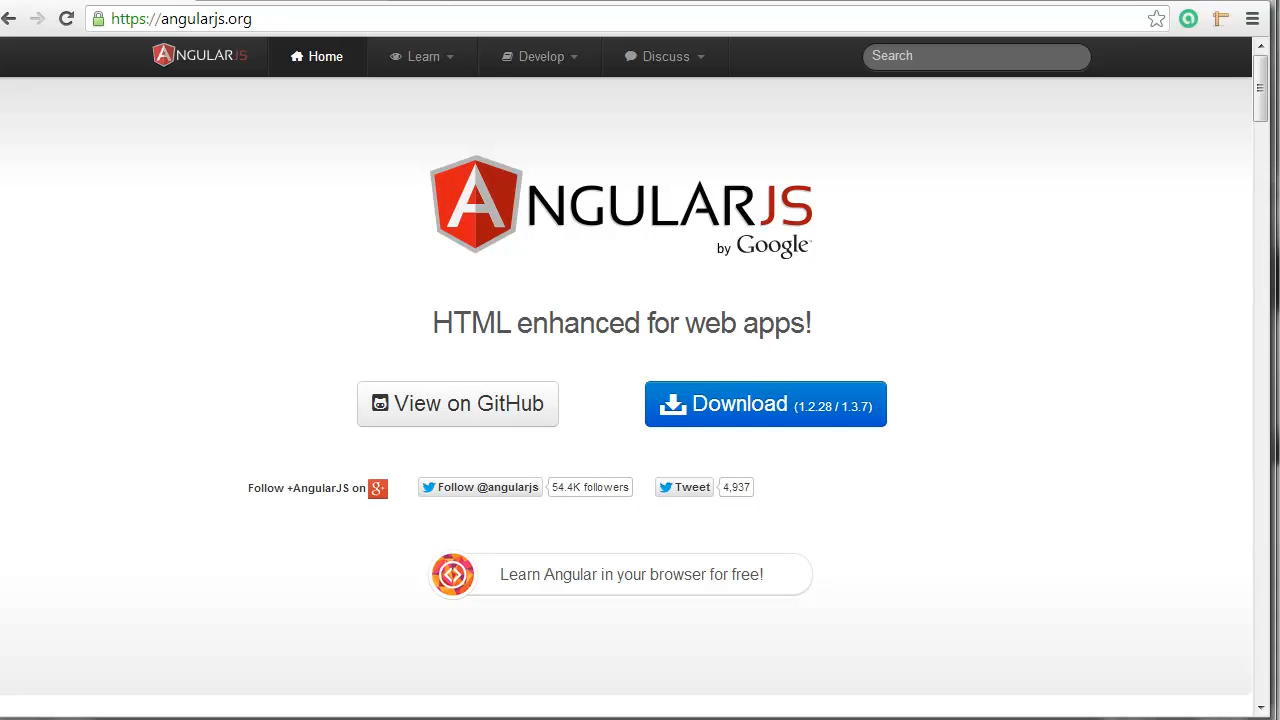 https://angularjs.org
ANGULARJS
Home
Learn
Develop
Discuss
Search
ANGULARJS
by Google
HTML enhanced for web apps!
View on GitHub
Download (1.2.28 / 1.3.7)
Follow +AngularJS on g+
Follow @angularjs
54.4K followers
Tweet
4,937
Learn Angular in your browser for free!